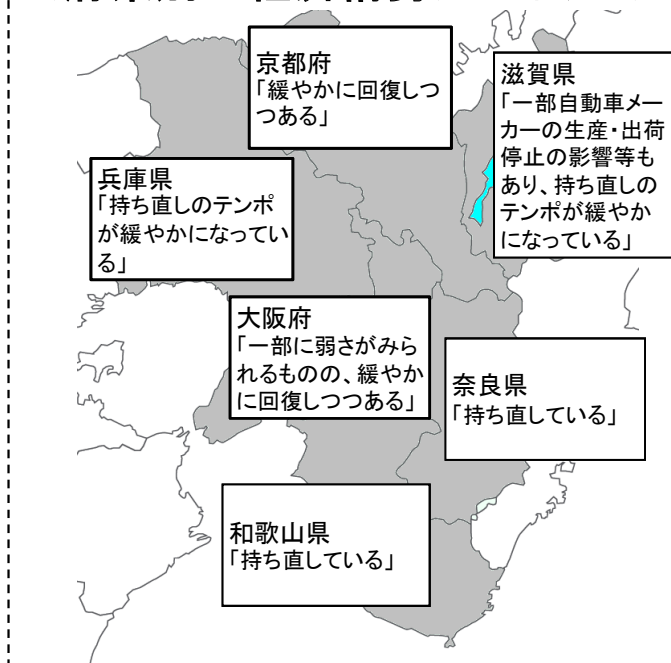 京都府
「緩やかに回復しつ
つある」
滋賀県
「一部自動車メー
カーの生産・出荷
停止の影響等も
あり、持ち直しの
テンポが緩やか
になっている」
兵庫県
「持ち直しのテンポ
が緩やかになってい
る」
大阪府
「一部に弱さがみら
れるものの、緩やか
に回復しつつある」
奈良県
「持ち直している」
和歌山県
「持ち直している」